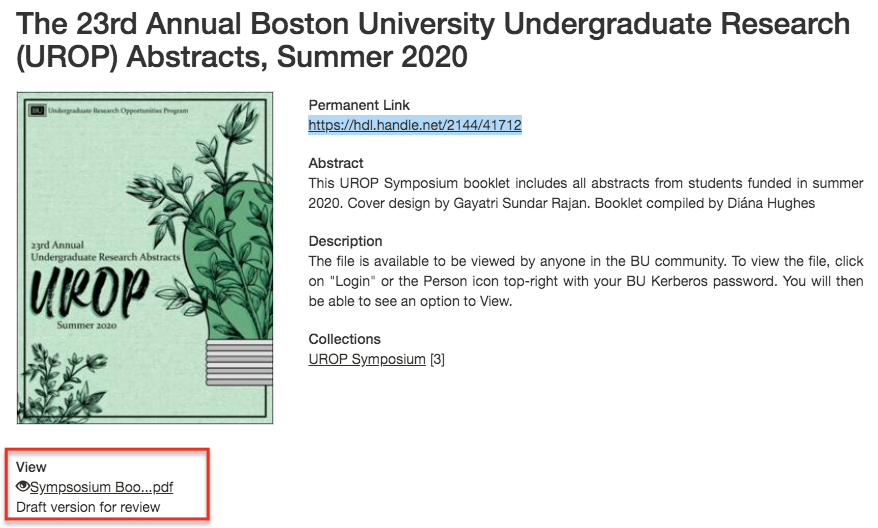 The 23rd Annual Boston University Undergraduate Research
(UROP) Abstracts, Summer 2020
BU Undergraduate Research Opportunities Program
23rd Annual
Undergraduate Research Abstracts
UROP
Summer 2020
Permanent Link
https://hdl.handle.net/2144/41712
Abstract
This UROP Symposium booklet includes all abstracts from students funded in summer
2020. Cover design by Gayatri Sundar Rajan. Booklet compiled by Diána Hughes
Description
The file is available to be viewed by anyone in the BU community. To view the file, click
on "Login" or the Person icon top-right with your BU Kerberos password. You will then
be able to see an option to View.
Collections
UROP Symposium [3]
View
Sympsosium Boo...pdf
Draft version for review